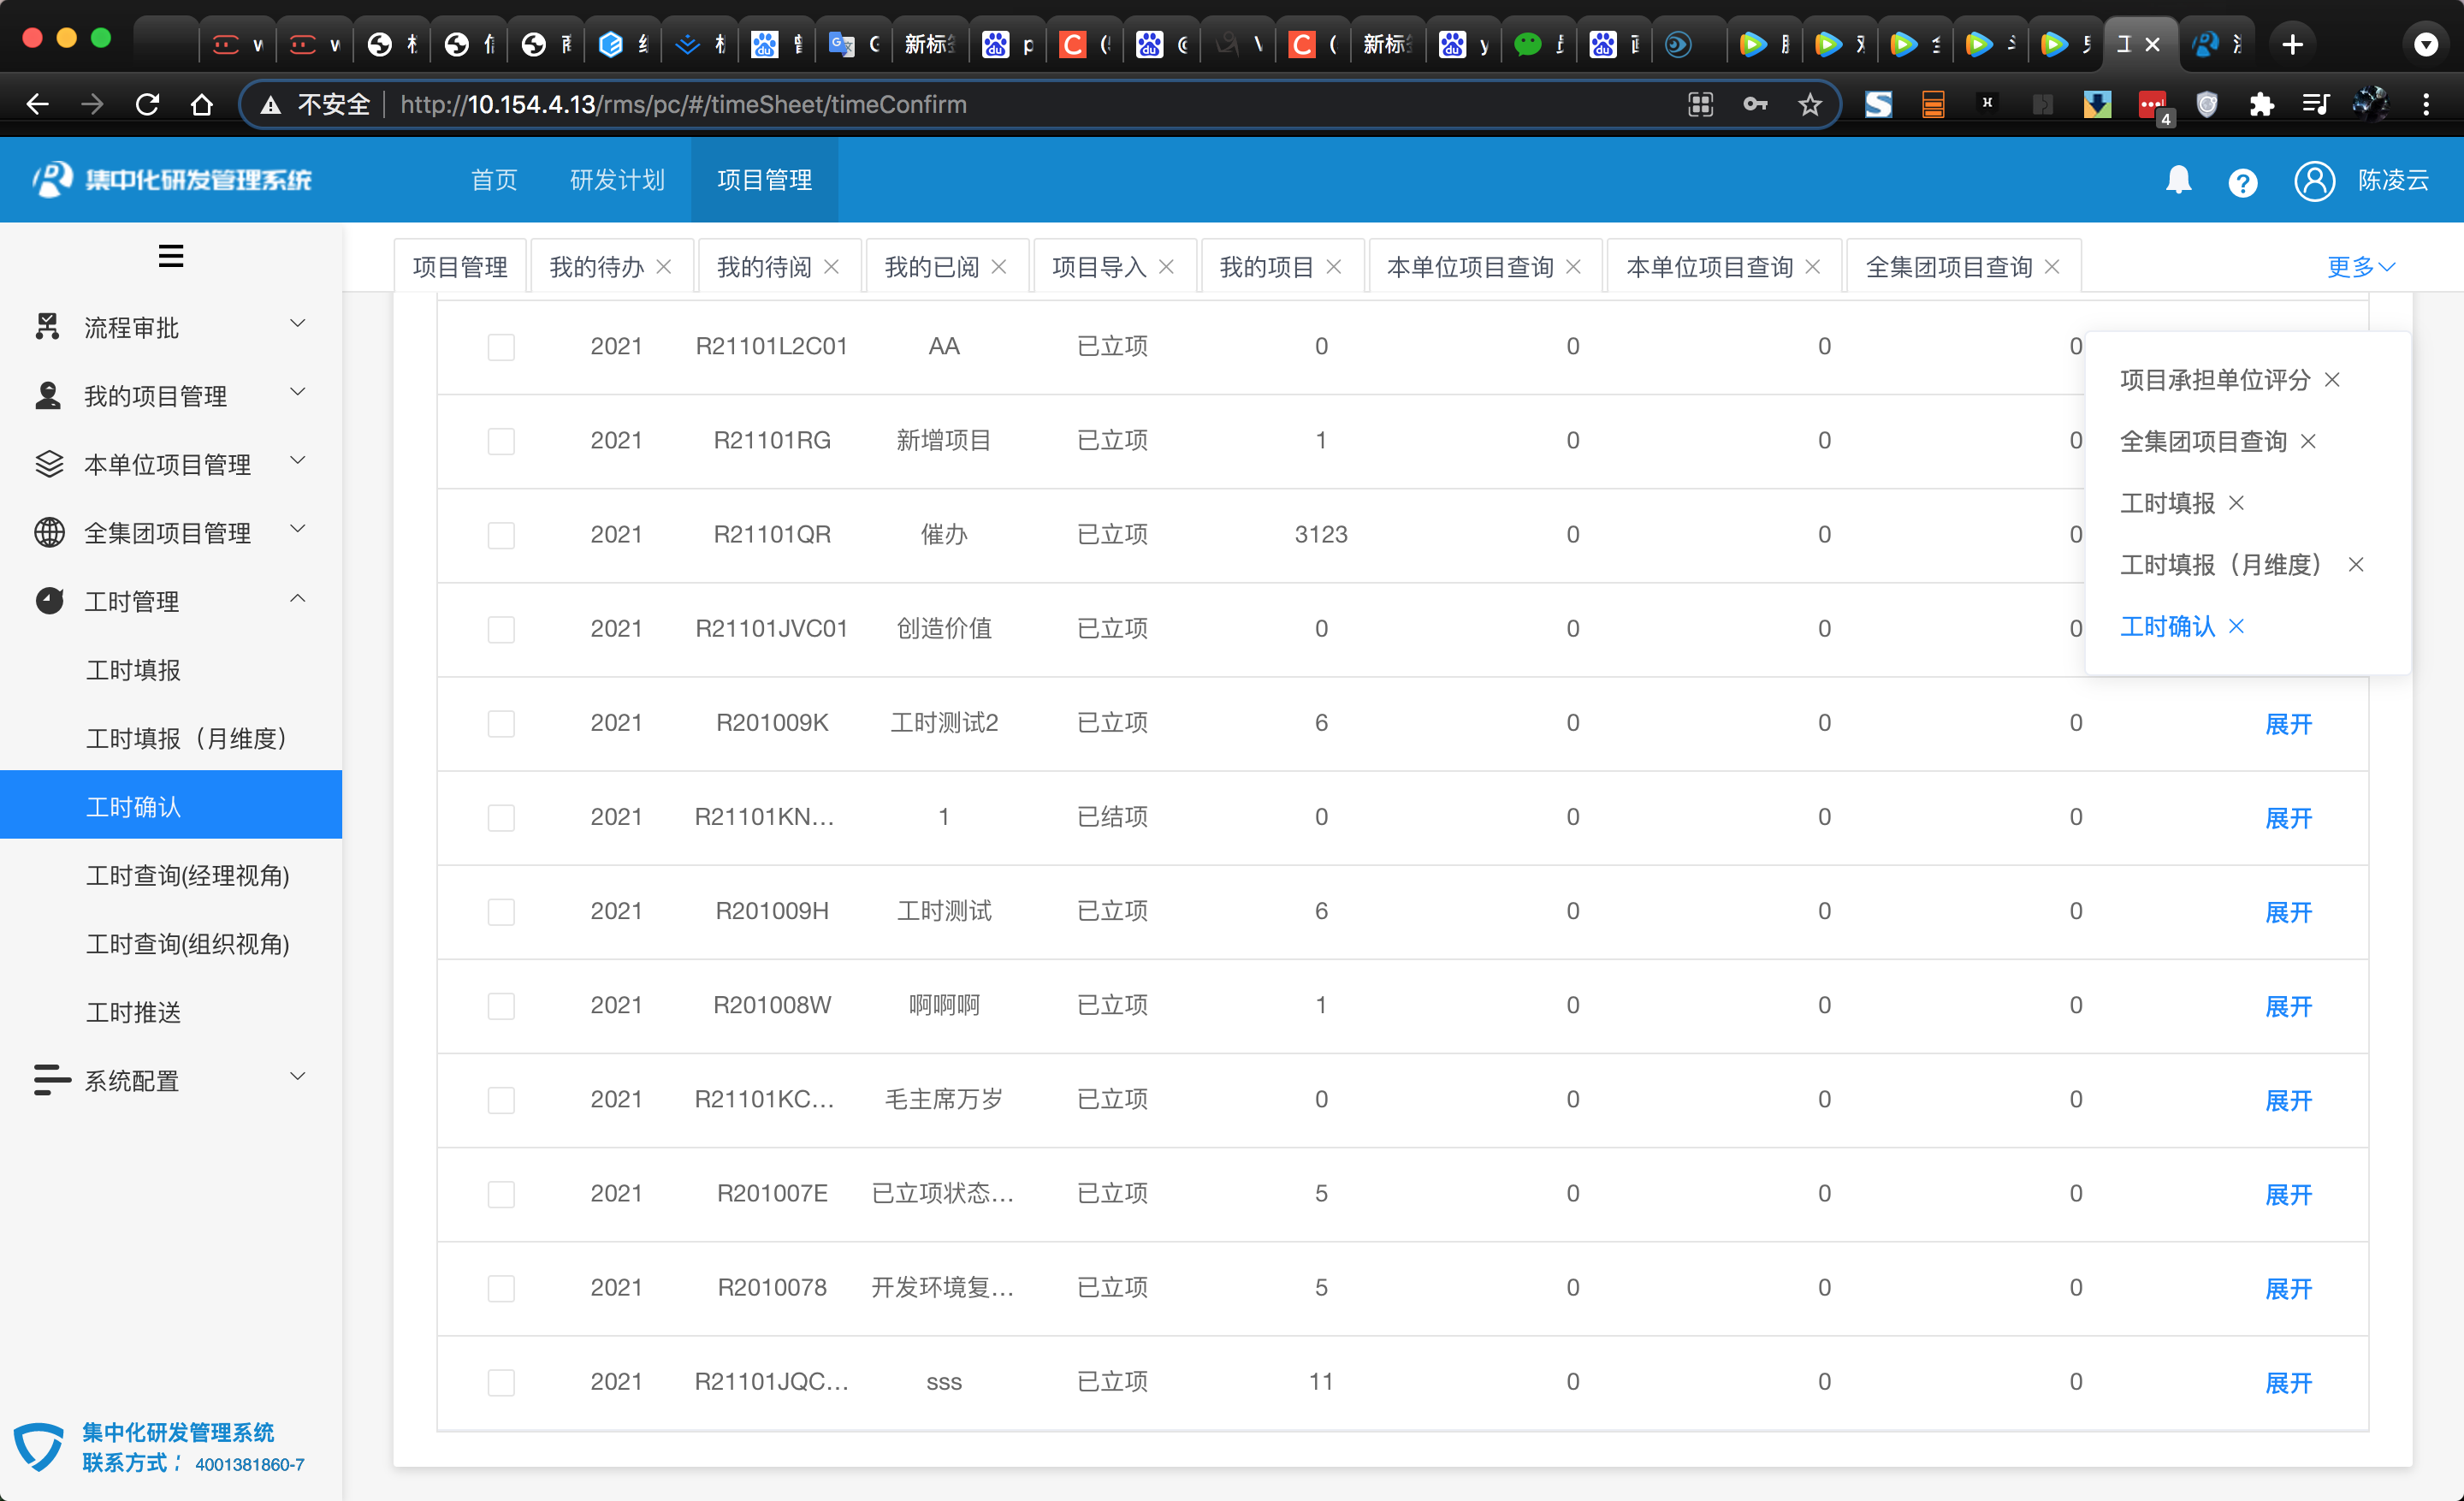 新标
新标
不安全 http://10.154.4.13/rms/pc/#/timeSheet/timeConfirm
4
集中化研发管理系统 首页 研发计划 项目管理 陈凌云
项目管理 我的待办 我的待阅 我的已阅 项目导入 我的项目 本单位项目查询 本单位项目查询 全集团项目查询 更多
流程审批
我的项目管理
本单位项目管理
全集团项目管理
工时管理
工时填报
工时填报（月维度）
工时确认
工时查询(经理视角)
工时查询(组织视角)
工时推送
系统配置
集中化研发管理系统
联系方式： 4001381860-7
2021 R21101L2C01 AA 已立项 0 0 0 0
2021 R21101RG 新增项目 已立项 1 0 0 0
2021 R21101QR 催办 已立项 3123 0 0 0
2021 R21101JVC01 创造价值 已立项 0 0 0 0
2021 R201009K 工时测试2 已立项 6 0 0 0 展开
2021 R21101KN... 1 已结项 0 0 0 0 展开
2021 R201009H 工时测试 已立项 6 0 0 0 展开
2021 R201008W 啊啊啊 已立项 1 0 0 0 展开
2021 R21101KC... 毛主席万岁 已立项 0 0 0 0 展开
2021 R201007E 已立项状态... 已立项 5 0 0 0 展开
2021 R2010078 开发环境复... 已立项 5 0 0 0 展开
2021 R21101JQC... sss 已立项 11 0 0 0 展开
项目承担单位评分
全集团项目查询
工时填报
工时填报（月维度）
工时确认